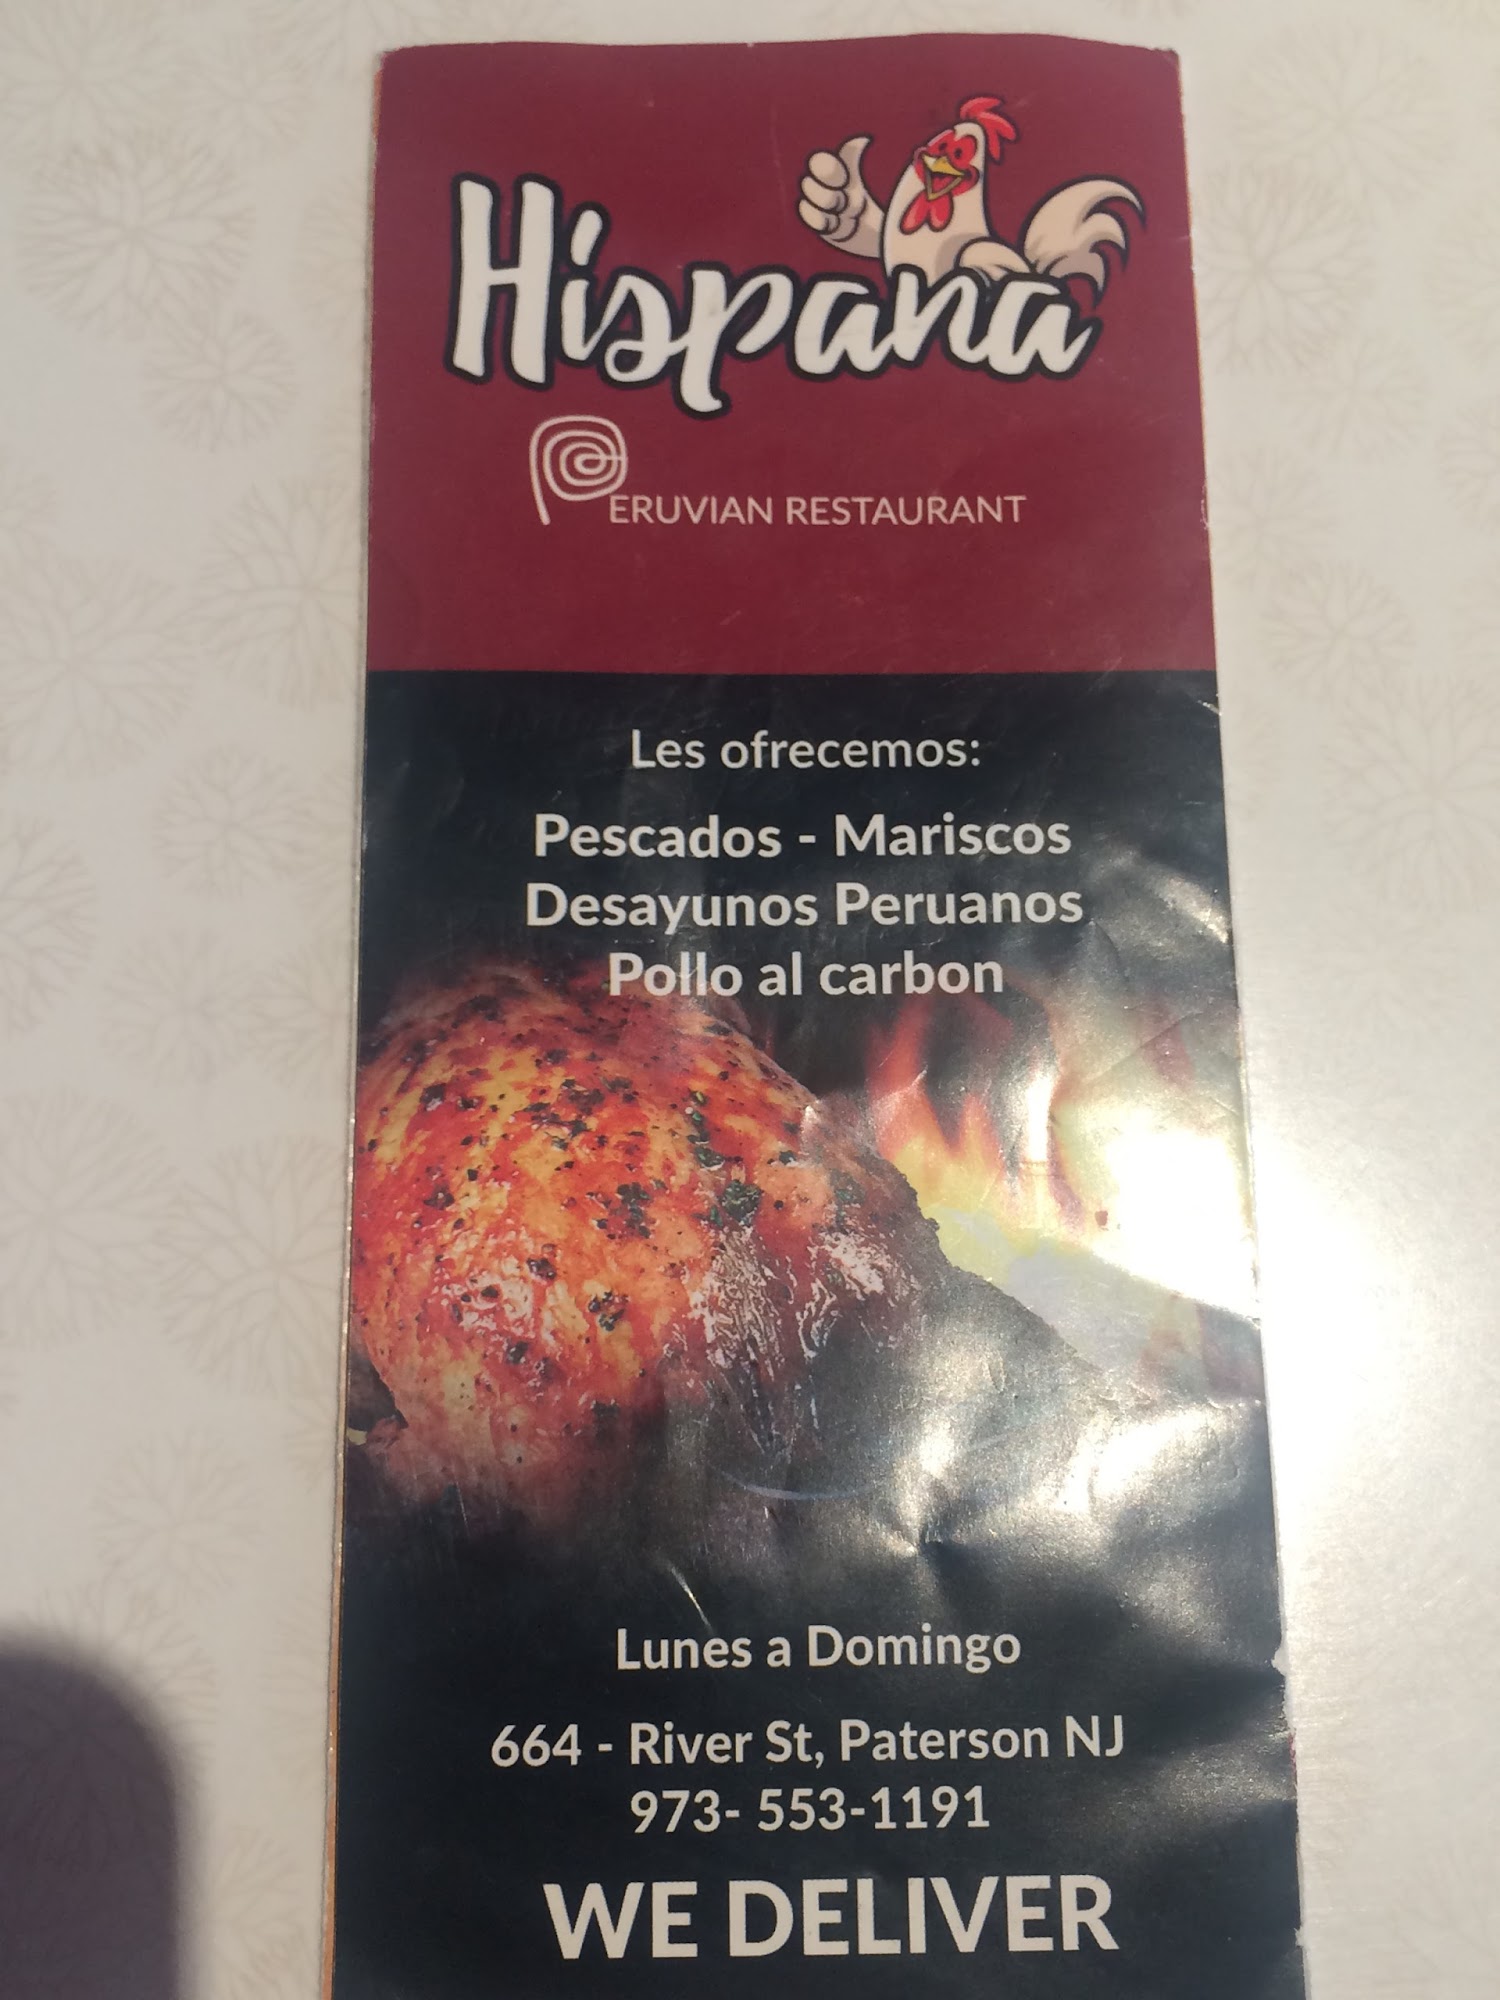 Hispana
PERUVIAN RESTAURANT
Les ofrecemos:
Pescados - Mariscos
Desayunos Peruanos
Pollo al carbon
Lunes a Domingo
664 - River St, Paterson NJ
973- 553-1191
WE DELIVER